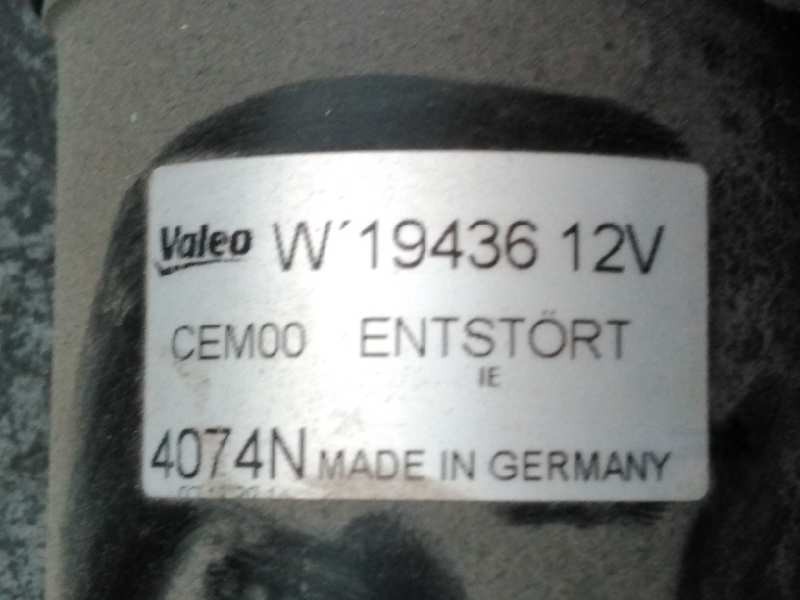 Valeo W´19436 12V
CEM00 ENTSTÖRT
IE
4074N MADE IN GERMANY